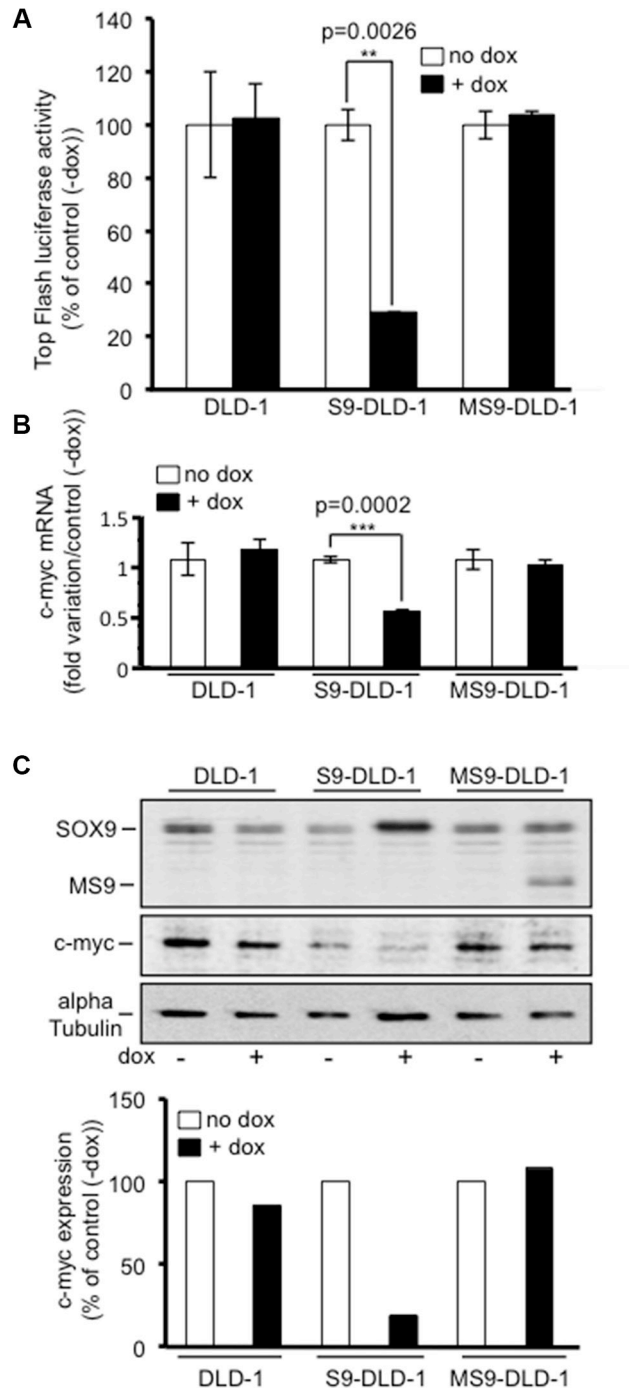 A
Top Flash luciferase activity
(% of control (-dox))
140
120
100
80
60
40
20
0
p=0.0026
**
no dox
+ dox
DLD-1 S9-DLD-1 MS9-DLD-1
B
c-myc mRNA
(fold variation/control (-dox))
no dox
+ dox
p=0.0002
***
1.5
1
0.5
0
DLD-1 S9-DLD-1 MS9-DLD-1
C
DLD-1 S9-DLD-1 MS9-DLD-1
SOX9
MS9
c-myc
alpha
Tubulin
dox - + - + - +
c-myc expression
(% of control (-dox))
150
100
50
0
no dox
+ dox
DLD-1 S9-DLD-1 MS9-DLD-1